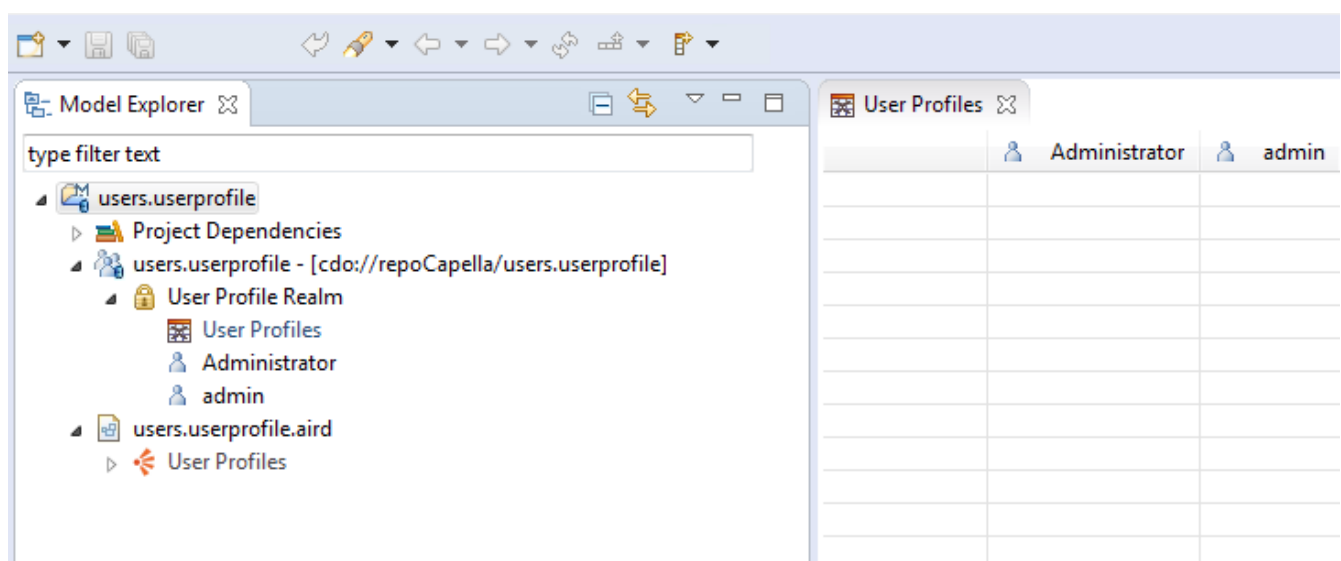 Model Explorer
type filter text
users.userprofile
Project Dependencies
users.userprofile - [cdo://repoCapella/users.userprofile]
User Profile Realm
User Profiles
Administrator
admin
users.userprofile.aird
User Profiles
User Profiles
Administrator admin